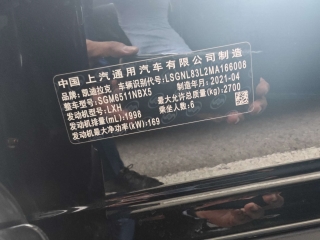 中国 上汽通用汽车有限公司制造
品牌：凯迪拉克 车辆识别代号：LSGNL83L2MA166008
整车型号：SGM6511NBX5 制造年月：2021-04
发动机型号：LXH 最大允许总质量(kg)：2700
发动机排量(mL)：1998 乘坐人数：6
发动机最大净功率(kW)：169